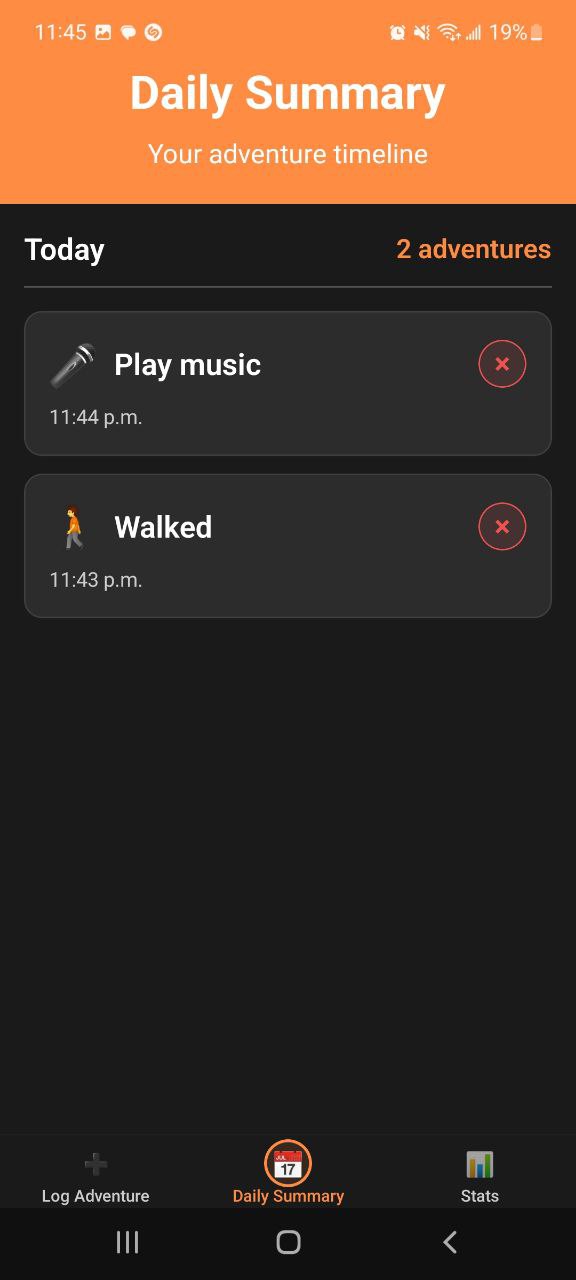 11:45
19%
Daily Summary
Your adventure timeline
Today
2 adventures
Play music
11:44 p.m.
Walked
11:43 p.m.
JUL
17
Log Adventure
Daily Summary
Stats